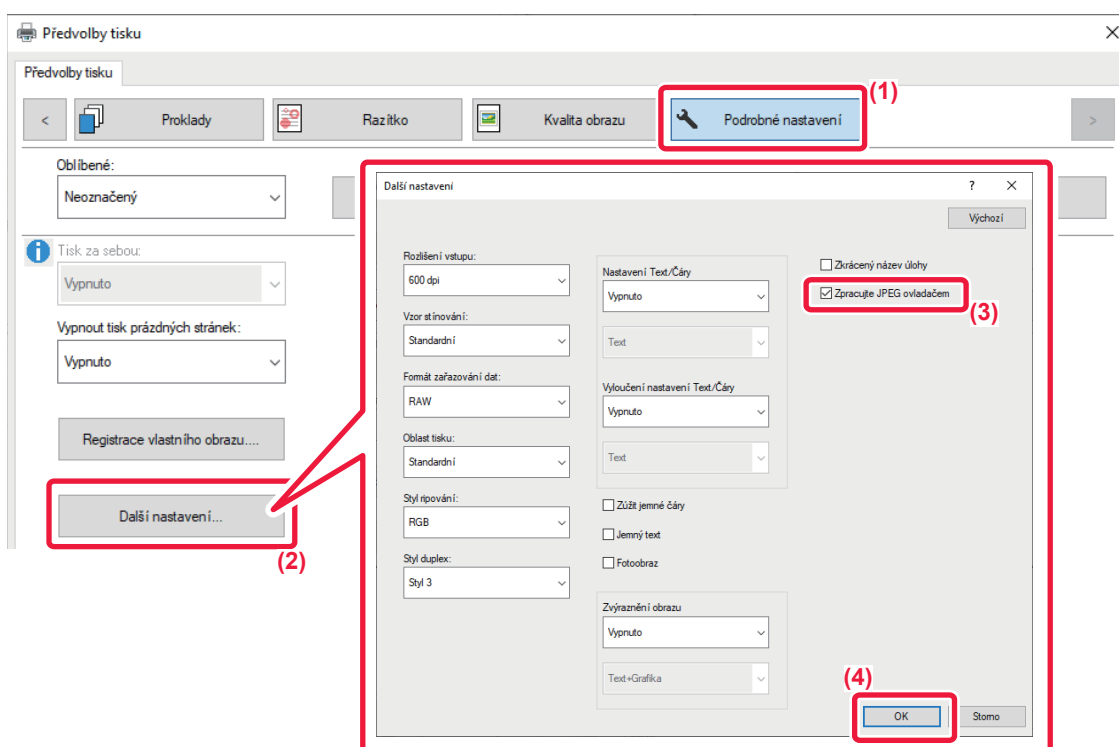 Předvolby tisku
Předvolby tisku
(1)
<
Proklady
Razítko
Kvalita obrazu
Podrobné nastavení
>
Oblíbené:
Neoznačený
Tisk za sebou:
Vypnuto
Vypnout tisk prázdných stránek:
Vypnuto
Registrace vlastního obrazu....
Další nastavení...
(2)
Další nastavení
?
Výchozí
Rozlišení vstupu:
600 dpi
Vzor stínování:
Standardní
Formát zařazování dat:
RAW
Oblast tisku:
Standardní
Styl ripování:
RGB
Styl duplex:
Styl 3
Nastavení Text/Čáry
Vypnuto
Text
Vyloučení nastavení Text/Čáry
Vypnuto
Text
Zúžit jemné čáry
Jemný text
Fotoobraz
Zvýraznění obrazu
Vypnuto
Text+Grafika
Zkrácený název úlohy
Zpracujte JPEG ovladačem
(3)
(4)
OK
Storno